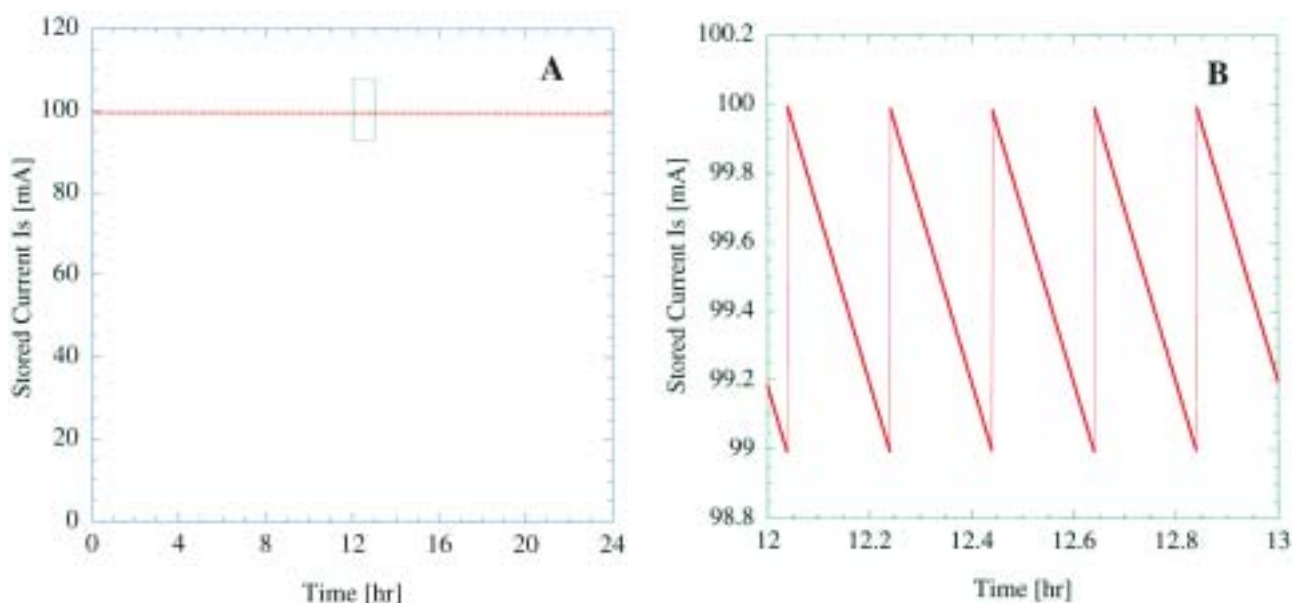 A
120
100
80
60
40
20
0
Stored Current Is [mA]
0 4 8 12 16 20 24
Time [hr]
B
100.2
100
99.8
99.6
99.4
99.2
99
98.8
Stored Current Is [mA]
12 12.2 12.4 12.6 12.8 13
Time [hr]